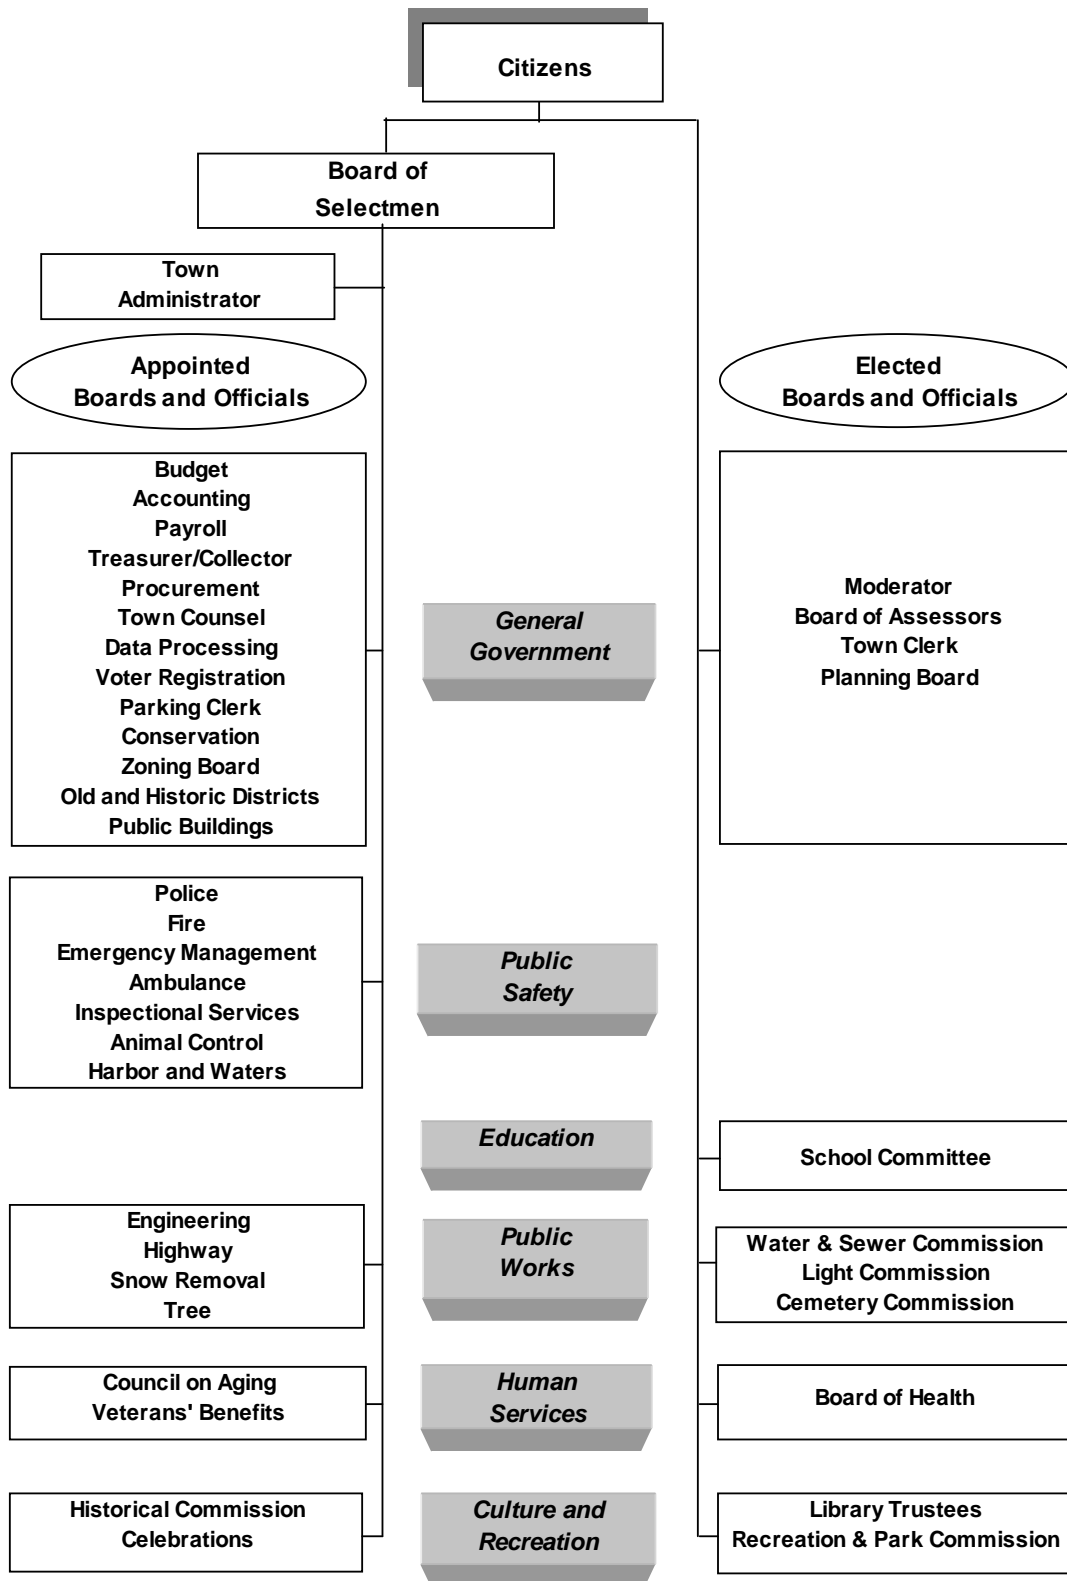 Citizens
Board of
Selectmen
Town
Administrator
Appointed
Boards and Officials
Elected
Boards and Officials
Budget
Accounting
Payroll
Treasurer/Collector
Procurement
Town Counsel
Data Processing
Voter Registration
Parking Clerk
Conservation
Zoning Board
Old and Historic Districts
Public Buildings
General
Government
Moderator
Board of Assessors
Town Clerk
Planning Board
Police
Fire
Emergency Management
Ambulance
Inspectional Services
Animal Control
Harbor and Waters
Public
Safety
Education
School Committee
Engineering
Highway
Snow Removal
Tree
Public
Works
Water & Sewer Commission
Light Commission
Cemetery Commission
Council on Aging
Veterans' Benefits
Human
Services
Board of Health
Historical Commission
Celebrations
Culture and
Recreation
Library Trustees
Recreation & Park Commission